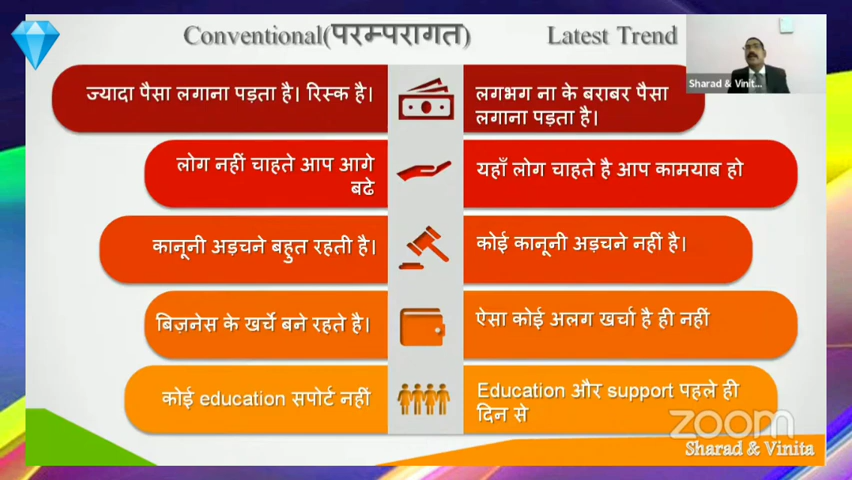 Conventional(परम्परागत)
Latest Trend
Sharad & Vinit...
ज्यादा पैसा लगाना पड़ता है। रिस्क है।
लगभग ना के बराबर पैसा
लगाना पड़ता है।
लोग नहीं चाहते आप आगे
बढे
यहाँ लोग चाहते है आप कामयाब हो
कानूनी अड़चने बहुत रहती है।
कोई कानूनी अड़चने नहीं है।
बिज़नेस के खर्चे बने रहते है।
ऐसा कोई अलग खर्चा है ही नहीं
कोई education सपोर्ट नहीं
Education और support पहले ही
दिन से
zoom
Sharad & Vinita